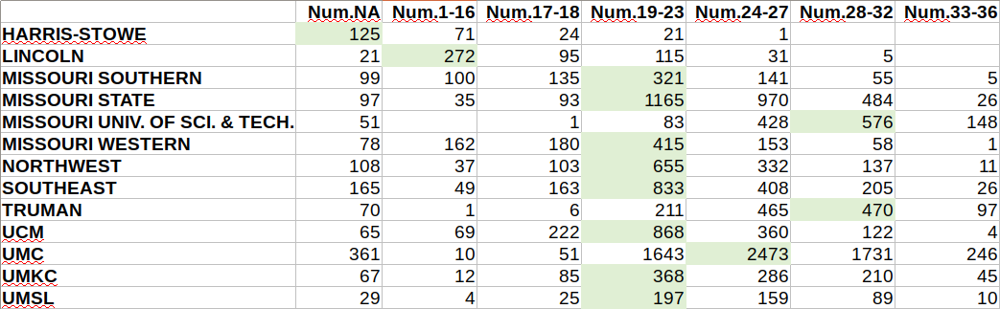 Num.NA Num.1-16 Num.17-18 Num.19-23 Num.24-27 Num.28-32 Num.33-36
HARRIS-STOWE 125 71 24 21 1
LINCOLN 21 272 95 115 31 5
MISSOURI SOUTHERN 99 100 135 321 141 55 5
MISSOURI STATE 97 35 93 1165 970 484 26
MISSOURI UNIV. OF SCI. & TECH. 51 1 83 428 576 148
MISSOURI WESTERN 78 162 180 415 153 58 1
NORTHWEST 108 37 103 655 332 137 11
SOUTHEAST 165 49 163 833 408 205 26
TRUMAN 70 1 6 211 465 470 97
UCM 65 69 222 868 360 122 4
UMC 361 10 51 1643 2473 1731 246
UMKC 67 12 85 368 286 210 45
UMSL 29 4 25 197 159 89 10